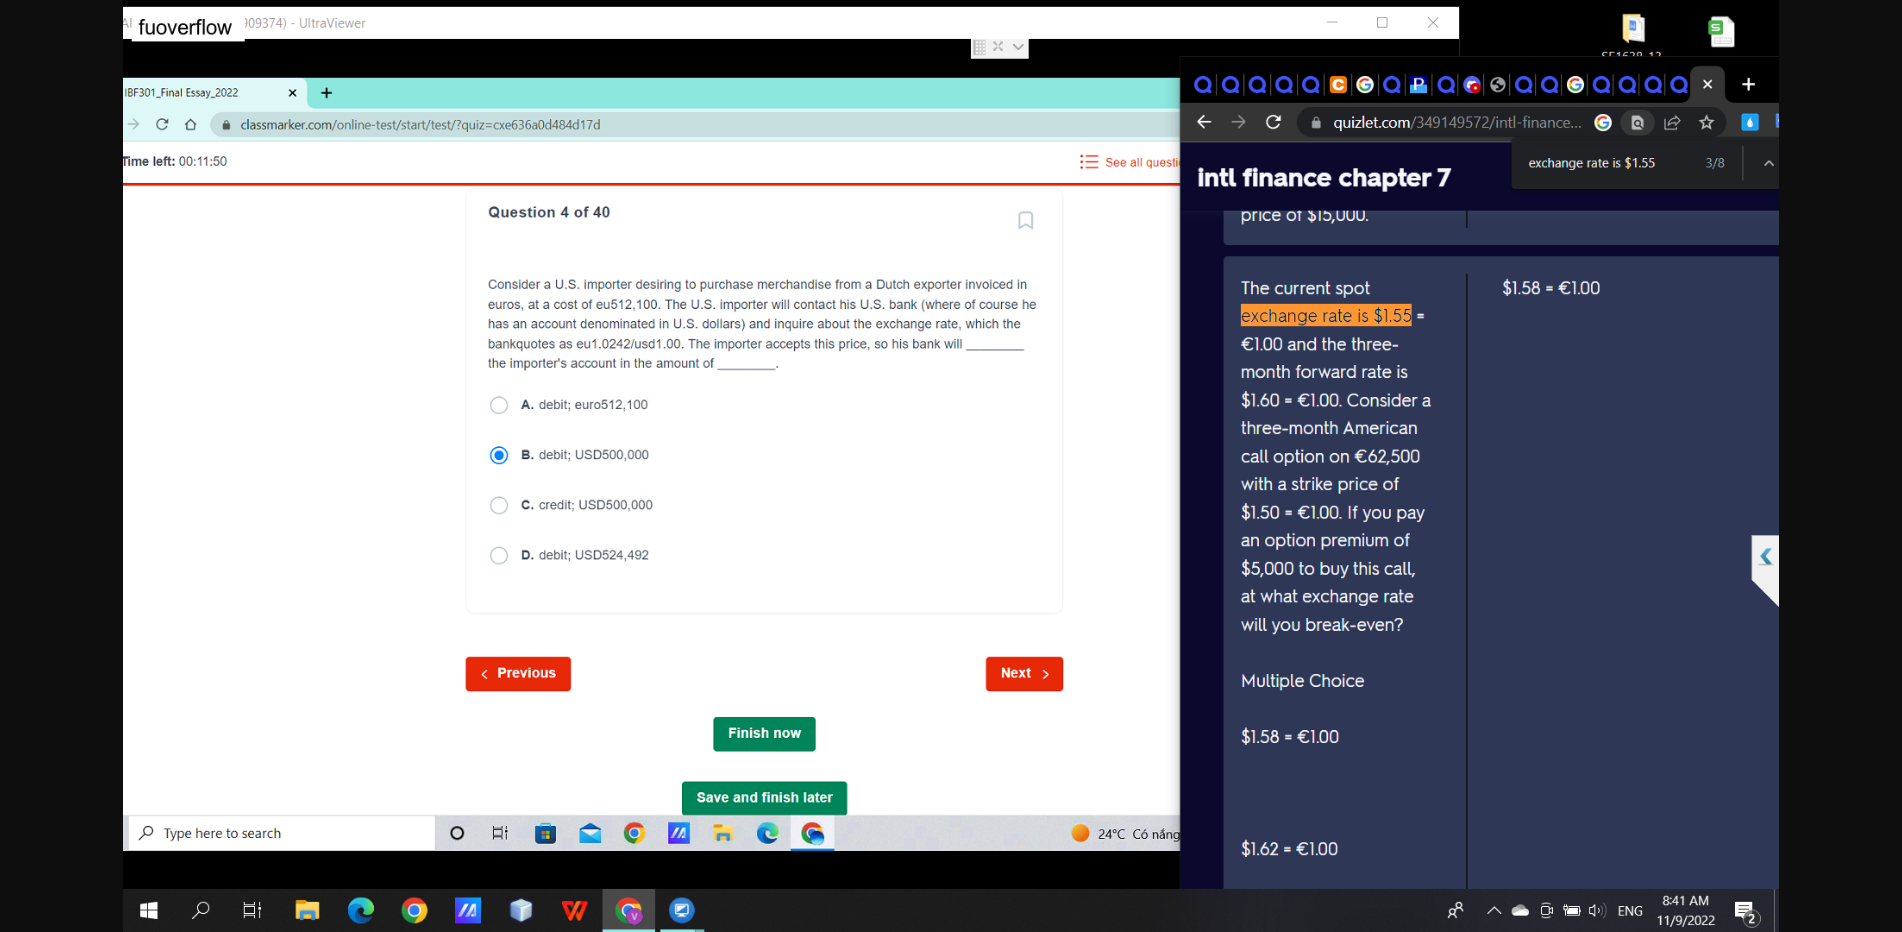 fuoverflow
909374) - UltraViewer
IBF301_Final Essay_2022
classmarker.com/online-test/start/test/?quiz=cxe636a0d484d17d
Time left: 00:11:50
See all questi
Question 4 of 40
Consider a U.S. importer desiring to purchase merchandise from a Dutch exporter invoiced in
euros, at a cost of eu512,100. The U.S. importer will contact his U.S. bank (where of course he
has an account denominated in U.S. dollars) and inquire about the exchange rate, which the
bankquotes as eu1.0242/usd1.00. The importer accepts this price, so his bank will ________
the importer's account in the amount of ________.
A. debit; euro512,100
B. debit; USD500,000
C. credit; USD500,000
D. debit; USD524,492
< Previous
Next >
Finish now
Save and finish later
Type here to search
24°C Có nắng
quizlet.com/349149572/intl-finance...
exchange rate is $1.55 3/8
intl finance chapter 7
price of $15,000.
The current spot
exchange rate is $1.55 =
€1.00 and the three-
month forward rate is
$1.60 = €1.00. Consider a
three-month American
call option on €62,500
with a strike price of
$1.50 = €1.00. If you pay
an option premium of
$5,000 to buy this call,
at what exchange rate
will you break-even?
Multiple Choice
$1.58 = €1.00
$1.62 = €1.00
$1.58 = €1.00
ENG
8:41 AM
11/9/2022
2